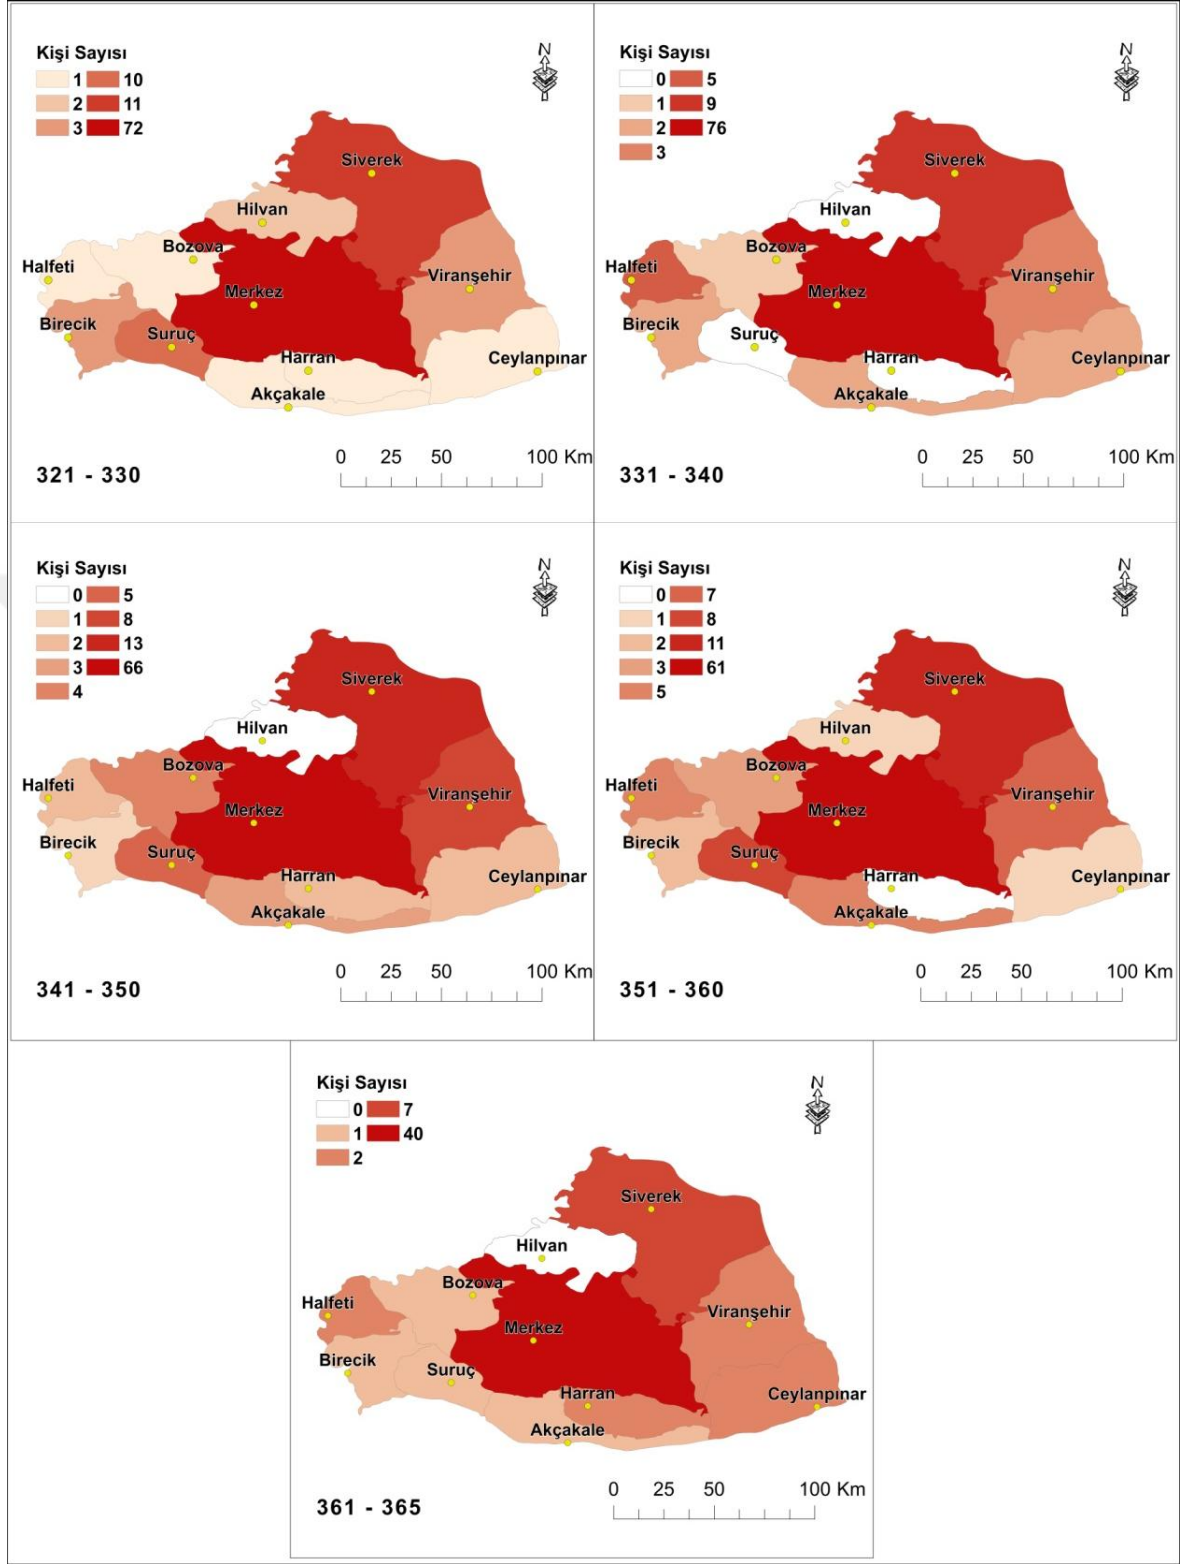 Kişi Sayısı
1 10
2 11
3 72
N
Siverek
Hilvan
Bozova
Halfeti
Viranşehir
Merkez
Birecik
Suruç
Harran
Ceylanpınar
Akçakale
0 25 50 100 Km
321 - 330
Kişi Sayısı
0 5
1 9
2 76
3
N
Siverek
Hilvan
Bozova
Halfeti
Viranşehir
Merkez
Birecik
Suruç
Harran
Ceylanpınar
Akçakale
0 25 50 100 Km
331 - 340
Kişi Sayısı
0 5
1 8
2 13
3 66
4
N
Siverek
Hilvan
Bozova
Halfeti
Viranşehir
Merkez
Birecik
Suruç
Harran
Ceylanpınar
Akçakale
0 25 50 100 Km
341 - 350
Kişi Sayısı
0 7
1 8
2 11
3 61
5
N
Siverek
Hilvan
Bozova
Halfeti
Viranşehir
Merkez
Birecik
Suruç
Harran
Ceylanpınar
Akçakale
0 25 50 100 Km
351 - 360
Kişi Sayısı
0 7
1 40
2
N
Siverek
Hilvan
Bozova
Halfeti
Viranşehir
Merkez
Birecik
Suruç
Harran
Ceylanpınar
Akçakale
0 25 50 100 Km
361 - 365